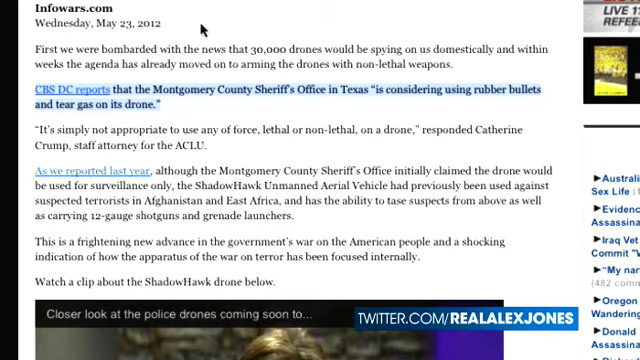 Infowars.com
Wednesday, May 23, 2012
First we were bombarded with the news that 30,000 drones would be spying on us domestically and within
weeks the agenda has already moved on to arming the drones with non-lethal weapons.
CBS DC reports that the Montgomery County Sheriff's Office in Texas “is considering using rubber bullets
and tear gas on its drone.”
“It's simply not appropriate to use any of force, lethal or non-lethal, on a drone,” responded Catherine
Crump, staff attorney for the ACLU.
As we reported last year, although the Montgomery County Sheriff's Office initially claimed the drone would
be used for surveillance only, the ShadowHawk Unmanned Aerial Vehicle had previously been used against
suspected terrorists in Afghanistan and East Africa, and has the ability to tase suspects from above as well
as carrying 12-gauge shotguns and grenade launchers.
This is a frightening new advance in the government's war on the American people and a shocking
indication of how the apparatus of the war on terror has been focused internally.
Watch a clip about the ShadowHawk drone below.
Closer look at the police drones coming soon to...
TWITTER.COM/REALALEXJONES
LIVE
Australi
Sex Life (
Evidenc
Assassina
Iraq Vet
Commit "W
“My nar
(482 comm
Oregon
Wandering
Donald
Assassina